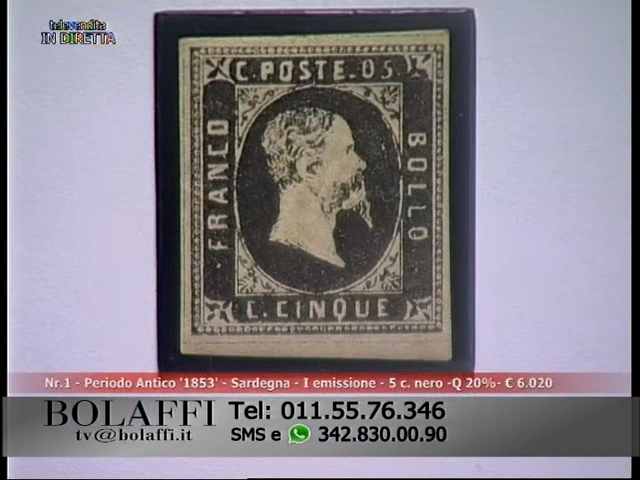 televendita
IN DIRETTA
C. POSTE. 05.
FRANCO
BOLLO
C. CINQUE
Nr.1 - Periodo Antico '1853' - Sardegna - I emissione - 5 c. nero -Q 20%- € 6.020
BOLAFFI
tv@bolaffi.it
Tel: 011.55.76.346
SMS e 342.830.00.90